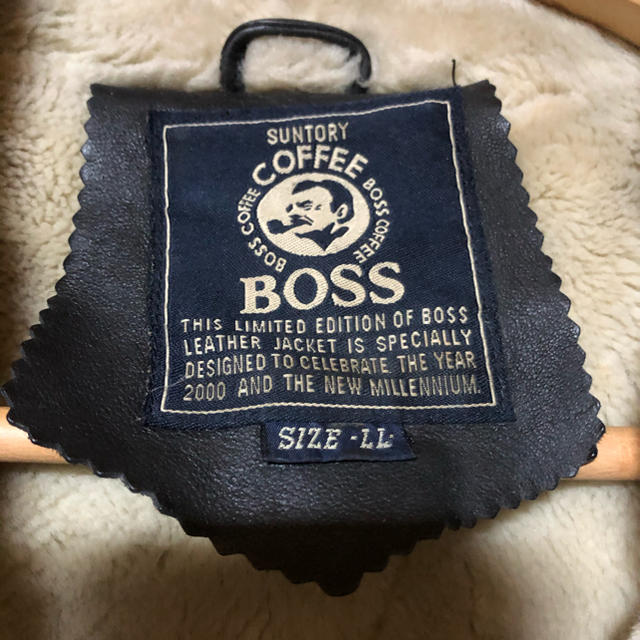 SUNTORY
COFFEE
BOSS COFFEE
BOSS COFFEE
BOSS
THIS LIMITED EDITION OF BOSS
LEATHER JACKET IS SPECIALLY
DESIGNED TO CELEBRATE THE YEAR
2000 AND THE NEW MILLENNIUM.
SIZE -LL-